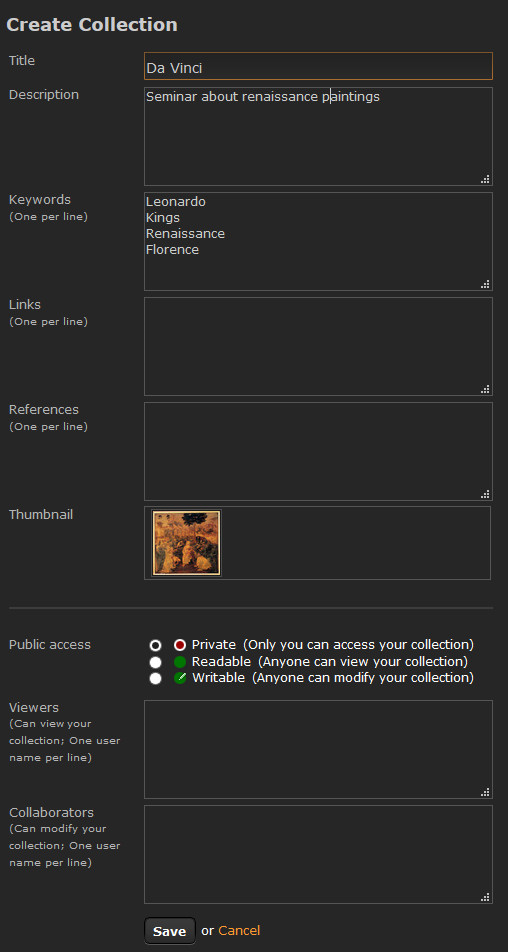 Create Collection
Title
Da Vinci
Description
Seminar about renaissance paintings
Keywords
(One per line)
Leonardo
Kings
Renaissance
Florence
Links
(One per line)
References
(One per line)
Thumbnail
Public access
Private (Only you can access your collection)
Readable (Anyone can view your collection)
Writable (Anyone can modify your collection)
Viewers
(Can view your
collection; One user
name per line)
Collaborators
(Can modify your
collection; One user
name per line)
Save or Cancel